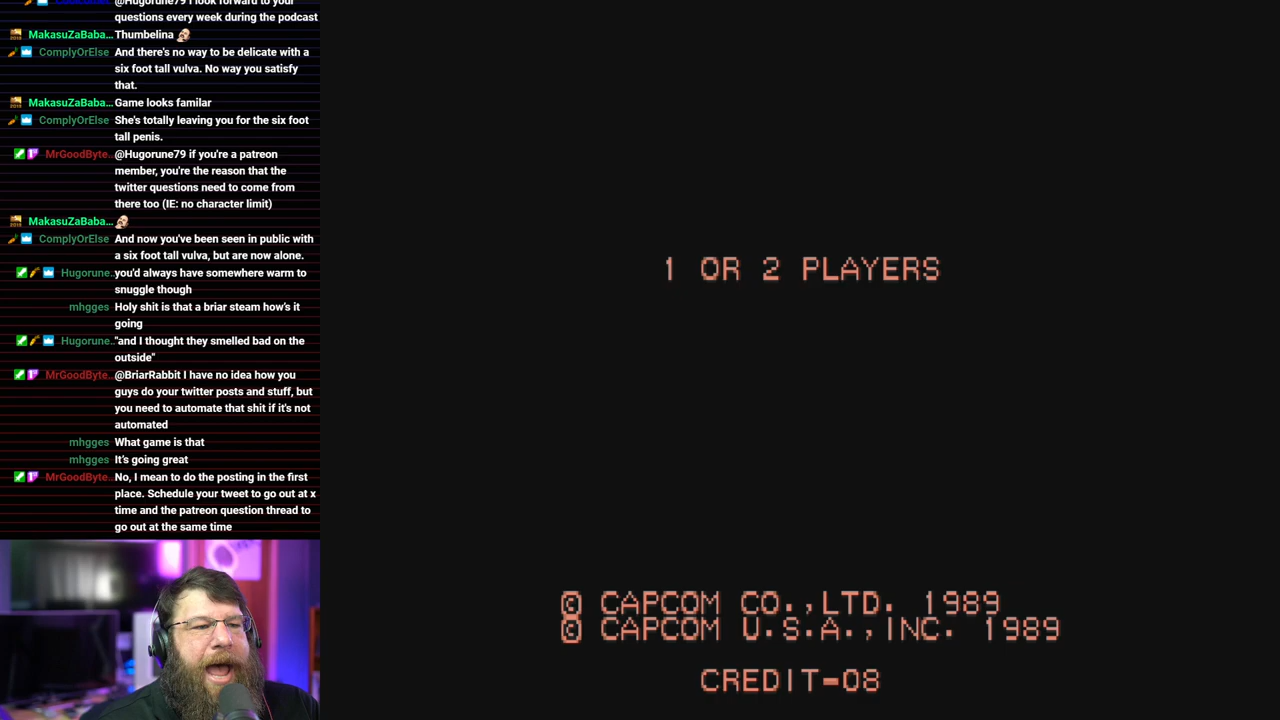 @Hugorune79 I look forward to your
questions every week during the podcast
MakasuZaBaba... Thumbelina
ComplyOrElse And there's no way to be delicate with a
six foot tall vulva. No way you satisfy
that.
MakasuZaBaba... Game looks familar
ComplyOrElse She's totally leaving you for the six foot
tall penis.
MrGoodByte... @Hugorune79 if you're a patreon
member, you're the reason that the
twitter questions need to come from
there too (IE: no character limit)
MakasuZaBaba...
ComplyOrElse And now you've been seen in public with
a six foot tall vulva, but are now alone.
Hugorune... you'd always have somewhere warm to
snuggle though
mhgges Holy shit is that a briar steam how's it
going
Hugorune... "and I thought they smelled bad on the
outside"
MrGoodByte... @BriarRabbit I have no idea how you
guys do your twitter posts and stuff, but
you need to automate that shit if it's not
automated
mhgges What game is that
mhgges It's going great
MrGoodByte... No, I mean to do the posting in the first
place. Schedule your tweet to go out at x
time and the patreon question thread to
go out at the same time
1 OR 2 PLAYERS
© CAPCOM CO.,LTD. 1989
© CAPCOM U.S.A.,INC. 1989
CREDIT=08